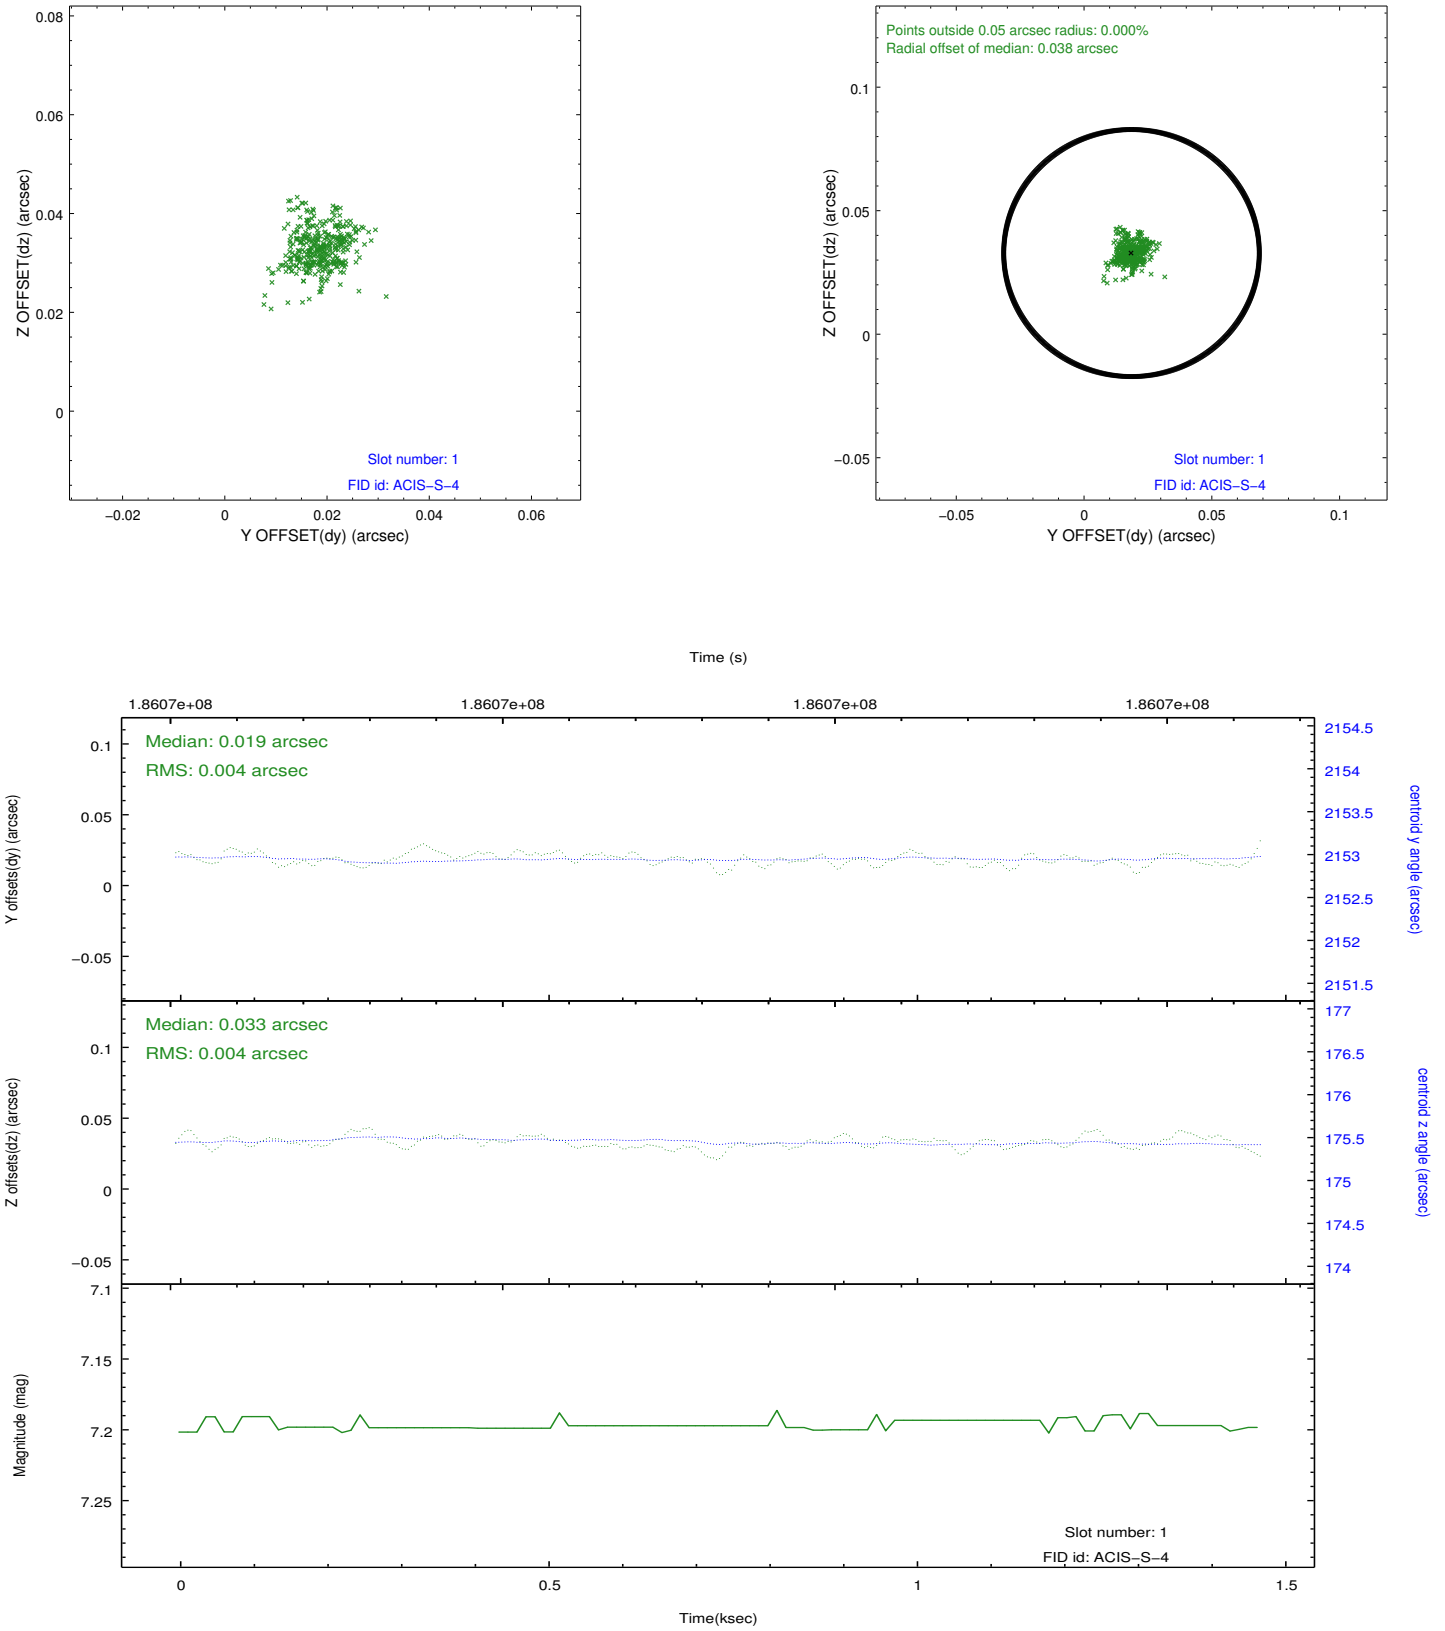 0.08
0.06
0.04
0.02
0
Z OFFSET(dz) (arcsec)
Slot number: 1
FID id: ACIS−S−4
−0.02
0
0.02
0.04
0.06
Y OFFSET(dy) (arcsec)
Points outside 0.05 arcsec radius: 0.000%
Radial offset of median: 0.038 arcsec
0.1
0.05
0
−0.05
Z OFFSET(dz) (arcsec)
Slot number: 1
FID id: ACIS−S−4
−0.05
0
0.05
0.1
Y OFFSET(dy) (arcsec)
Time (s)
1.8607e+08
1.8607e+08
1.8607e+08
1.8607e+08
Median: 0.019 arcsec
RMS: 0.004 arcsec
0.1
0.05
0
−0.05
Y offsets(dy) (arcsec)
2154.5
2154
2153.5
2153
2152.5
2152
2151.5
centroid y angle (arcsec)
Median: 0.033 arcsec
RMS: 0.004 arcsec
0.1
0.05
0
−0.05
Z offsets(dz) (arcsec)
177
176.5
176
175.5
175
174.5
174
centroid z angle (arcsec)
7.1
7.15
7.2
7.25
Magnitude (mag)
Slot number: 1
FID id: ACIS−S−4
0
0.5
1
1.5
Time(ksec)